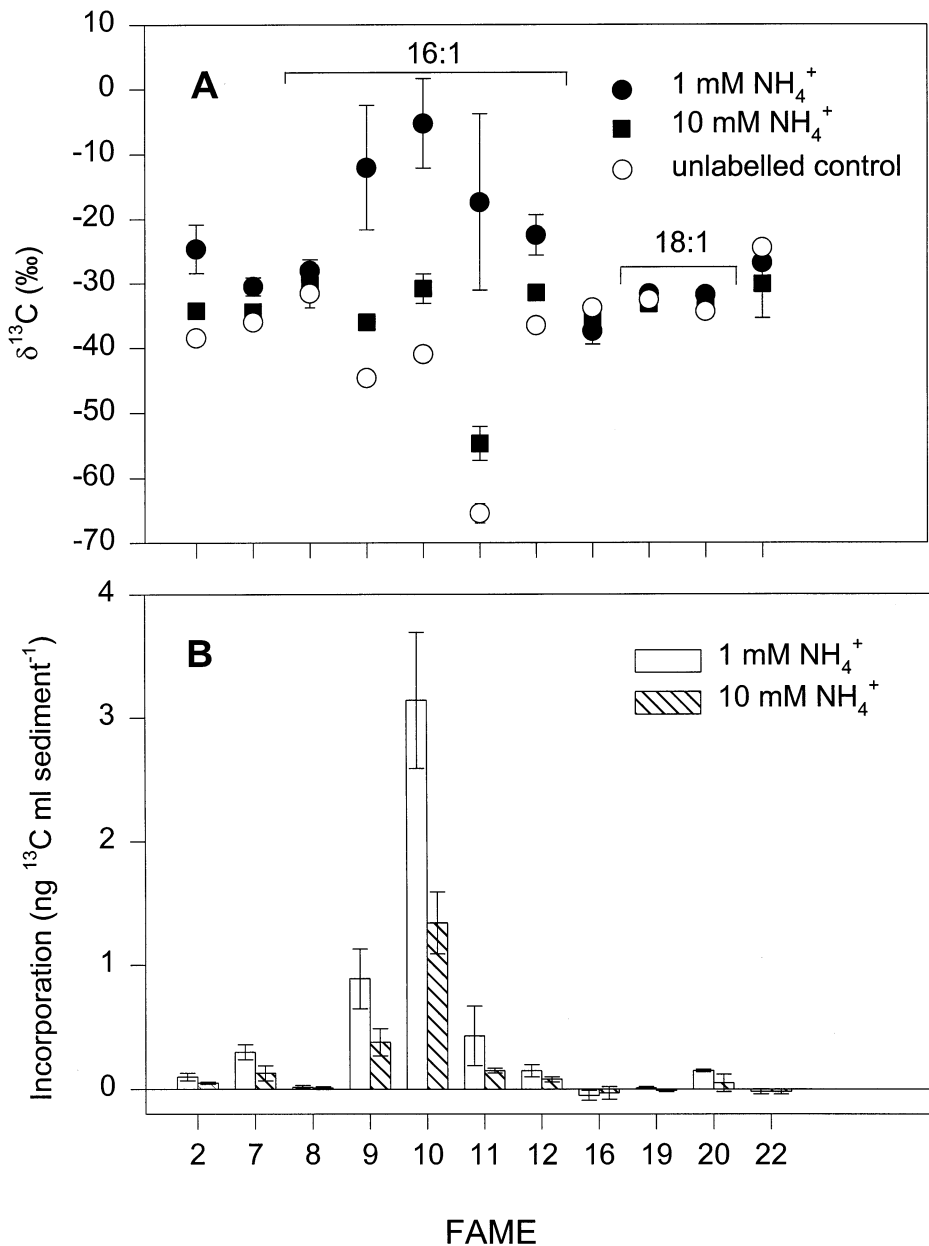 10
0
-10
-20
-30
-40
-50
-60
-70
δ¹³C (‰)
A
16:1
1 mM NH₄⁺
10 mM NH₄⁺
unlabelled control
18:1
4
3
2
1
0
Incorporation (ng ¹³C ml sediment⁻¹)
B
1 mM NH₄⁺
10 mM NH₄⁺
2 7 8 9 10 11 12 16 19 20 22
FAME